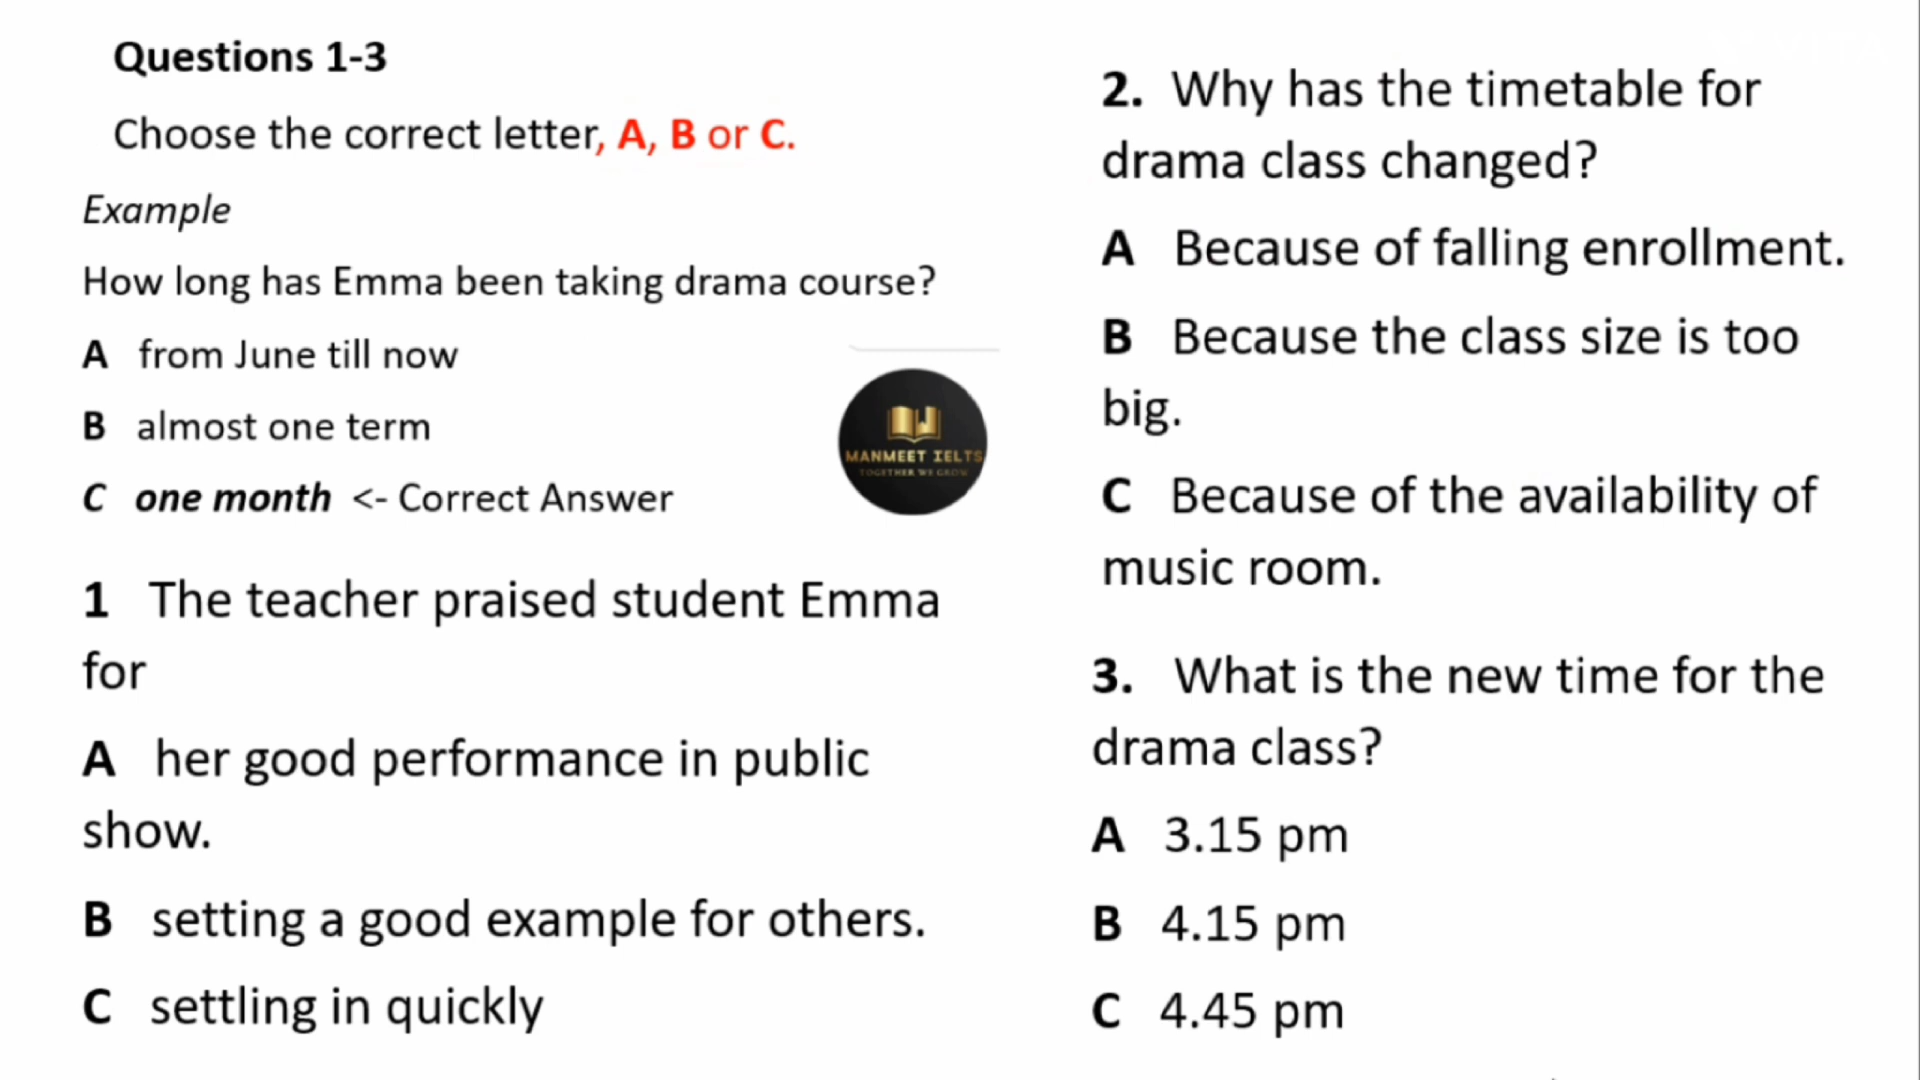 Questions 1-3
Choose the correct letter, A, B or C.
Example
How long has Emma been taking drama course?
A from June till now
B almost one term
C one month <- Correct Answer
MANMEET IELTS
TOGETHER WE GROW
1 The teacher praised student Emma
for
A her good performance in public
show.
B setting a good example for others.
C settling in quickly
2. Why has the timetable for
drama class changed?
A Because of falling enrollment.
B Because the class size is too
big.
C Because of the availability of
music room.
3. What is the new time for the
drama class?
A 3.15 pm
B 4.15 pm
C 4.45 pm